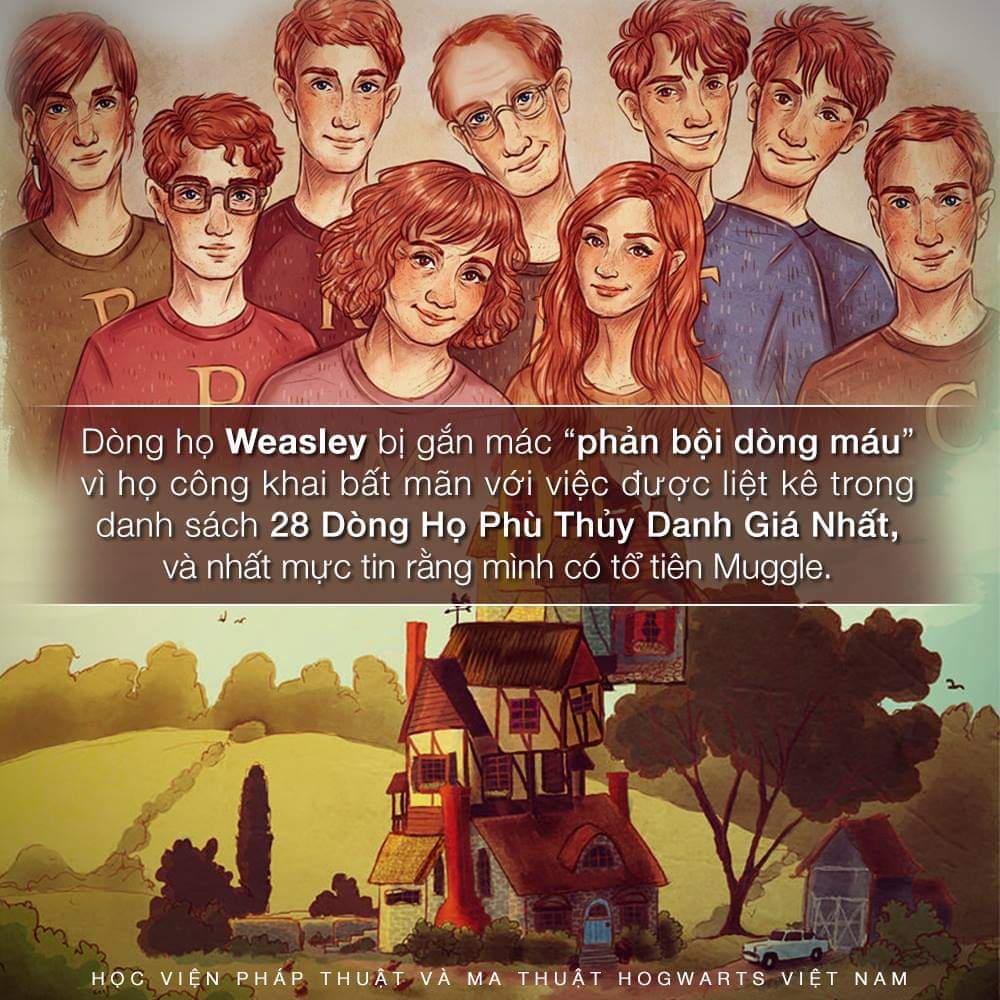 B
P
R
F
C
Dòng họ Weasley bị gắn mác “phản bội dòng máu”
vì họ công khai bất mãn với việc được liệt kê trong
danh sách 28 Dòng Họ Phù Thủy Danh Giá Nhất,
và nhất mực tin rằng mình có tổ tiên Muggle.
HỌC VIỆN PHÁP THUẬT VÀ MA THUẬT HOGWARTS VIỆT NAM